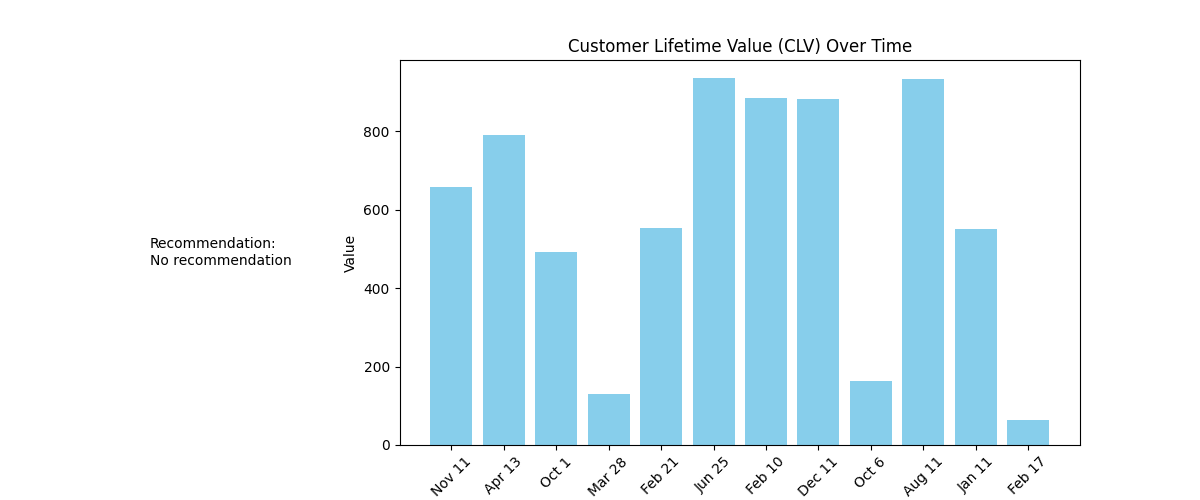 Customer Lifetime Value (CLV) Over Time
Recommendation:
No recommendation
Value
800
600
400
200
0
Nov 11
Apr 13
Oct 1
Mar 28
Feb 21
Jun 25
Feb 10
Dec 11
Oct 6
Aug 11
Jan 11
Feb 17